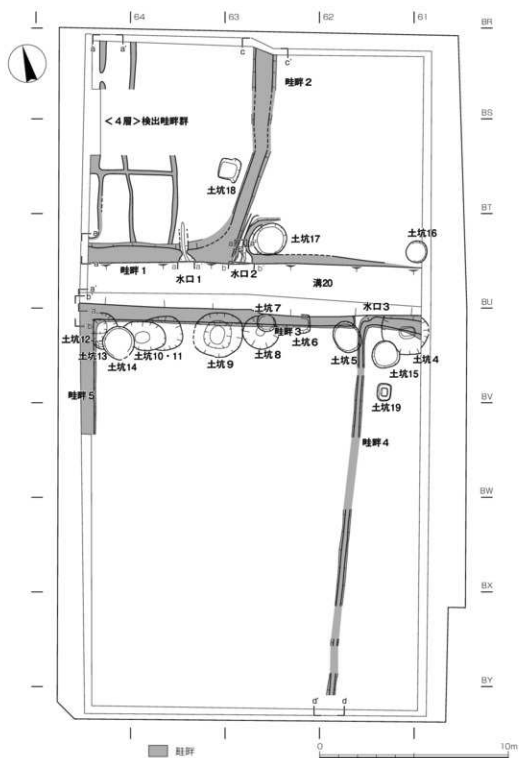 64 63 62 61
BR
a a' c c'
畦畔2
BS
<4層>検出畦畔群
土坑18
BT
土坑17 土坑16
a
畦畔1 a a' b b'
水口1 水口2
溝20
a'
b'
BU
土坑7 水口3
a
b 畦畔3
土坑12 土坑6
土坑13 土坑10・11 土坑8 土坑5 土坑4
土坑14 土坑9 土坑15
畦畔5 土坑19
BV
畦畔4
BW
BX
BY
d' d
畦畔
0 10m